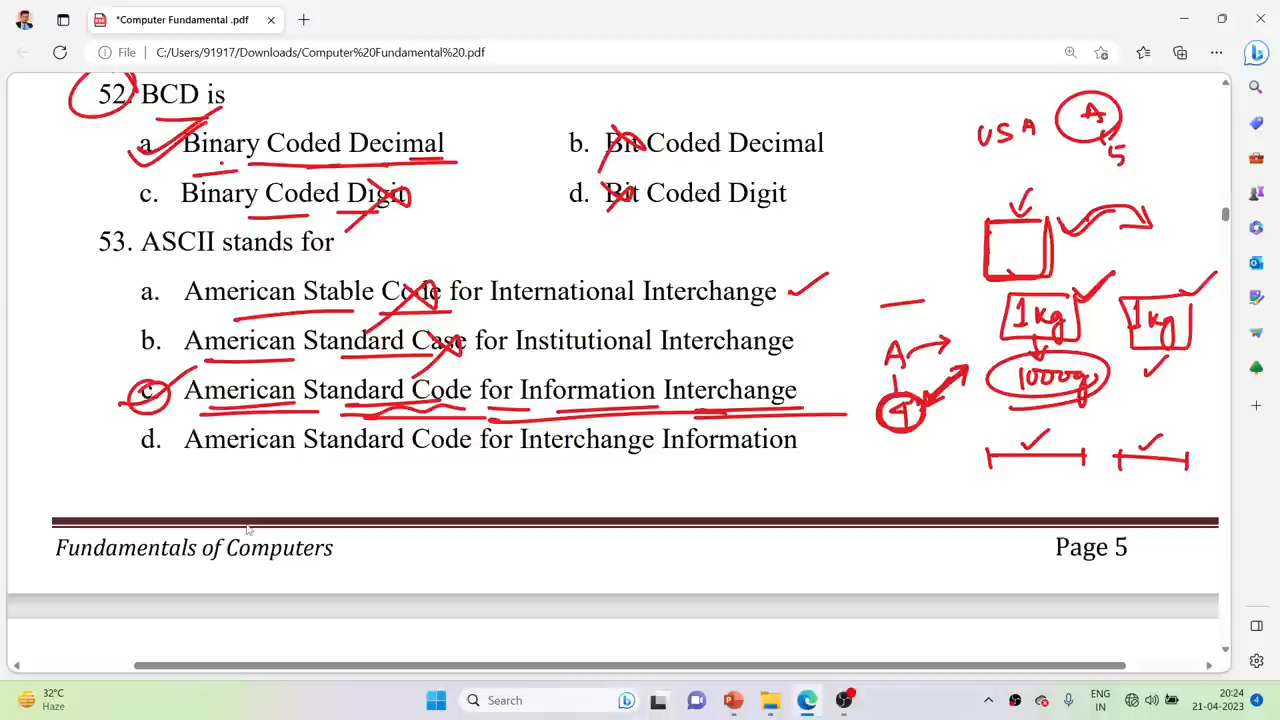 *Computer Fundamental .pdf
File C:/Users/91917/Downloads/Computer%20Fundamental%20.pdf
52. BCD is
a. Binary Coded Decimal b. Bit Coded Decimal
c. Binary Coded Digit d. Bit Coded Digit
53. ASCII stands for
a. American Stable Code for International Interchange
b. American Standard Case for Institutional Interchange
c. American Standard Code for Information Interchange
d. American Standard Code for Interchange Information
USA A
5
1kg 1kg
A
1000g
Fundamentals of Computers Page 5
32°C
Haze
Search
ENG
IN
20:24
21-04-2023
4